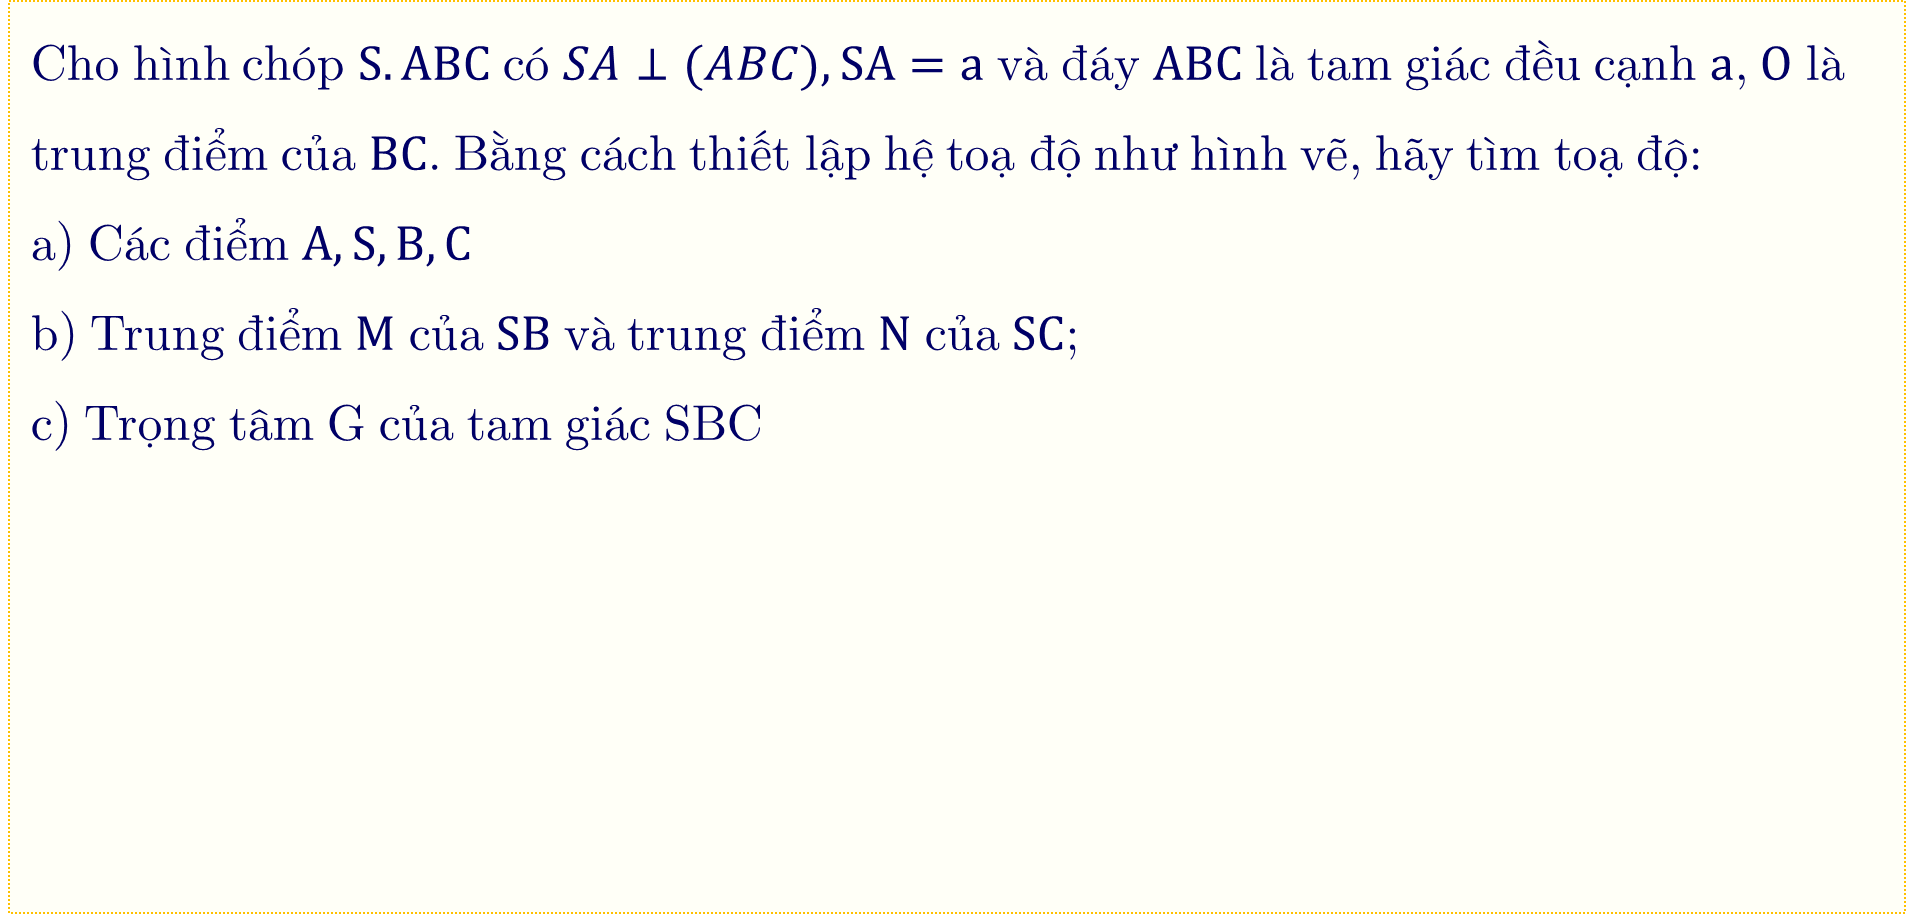 Cho hình chóp S.ABC có SA ⊥ (ABC), SA = a và đáy ABC là tam giác đều cạnh a, O là
trung điểm của BC. Bằng cách thiết lập hệ toạ độ như hình vẽ, hãy tìm toạ độ:
a) Các điểm A, S, B, C
b) Trung điểm M của SB và trung điểm N của SC;
c) Trọng tâm G của tam giác SBC